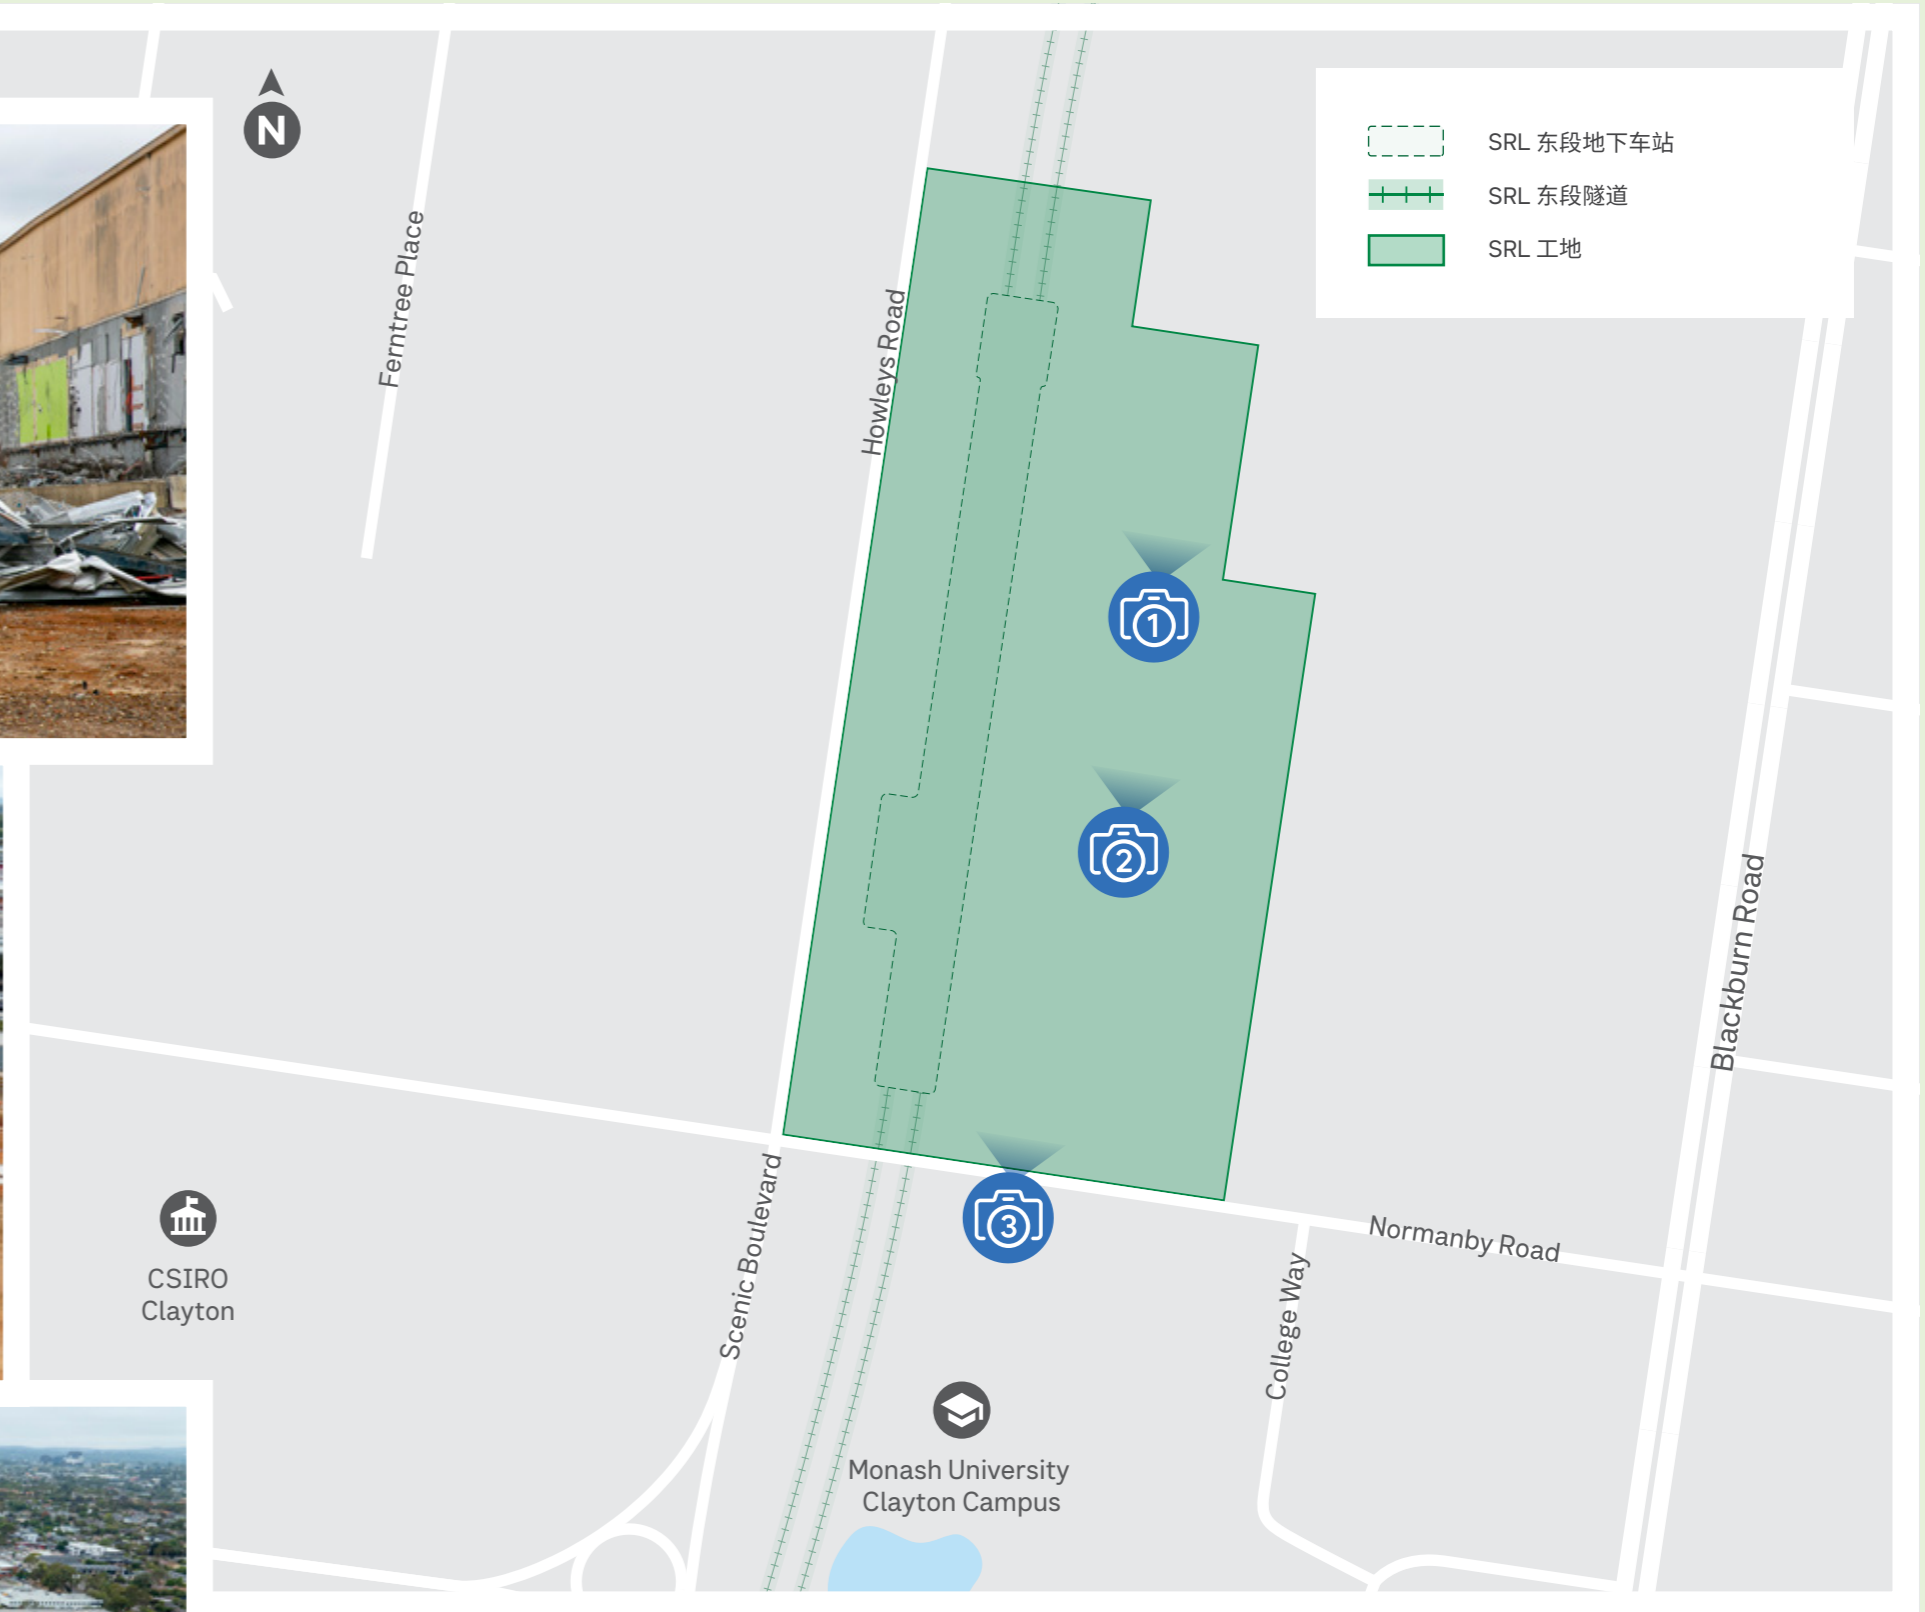 N
SRL 东段地下车站
SRL 东段隧道
SRL 工地
Ferntree Place
Howleys Road
1
2
Blackburn Road
3
Scenic Boulevard
Normanby Road
College Way
CSIRO
Clayton
Monash University
Clayton Campus